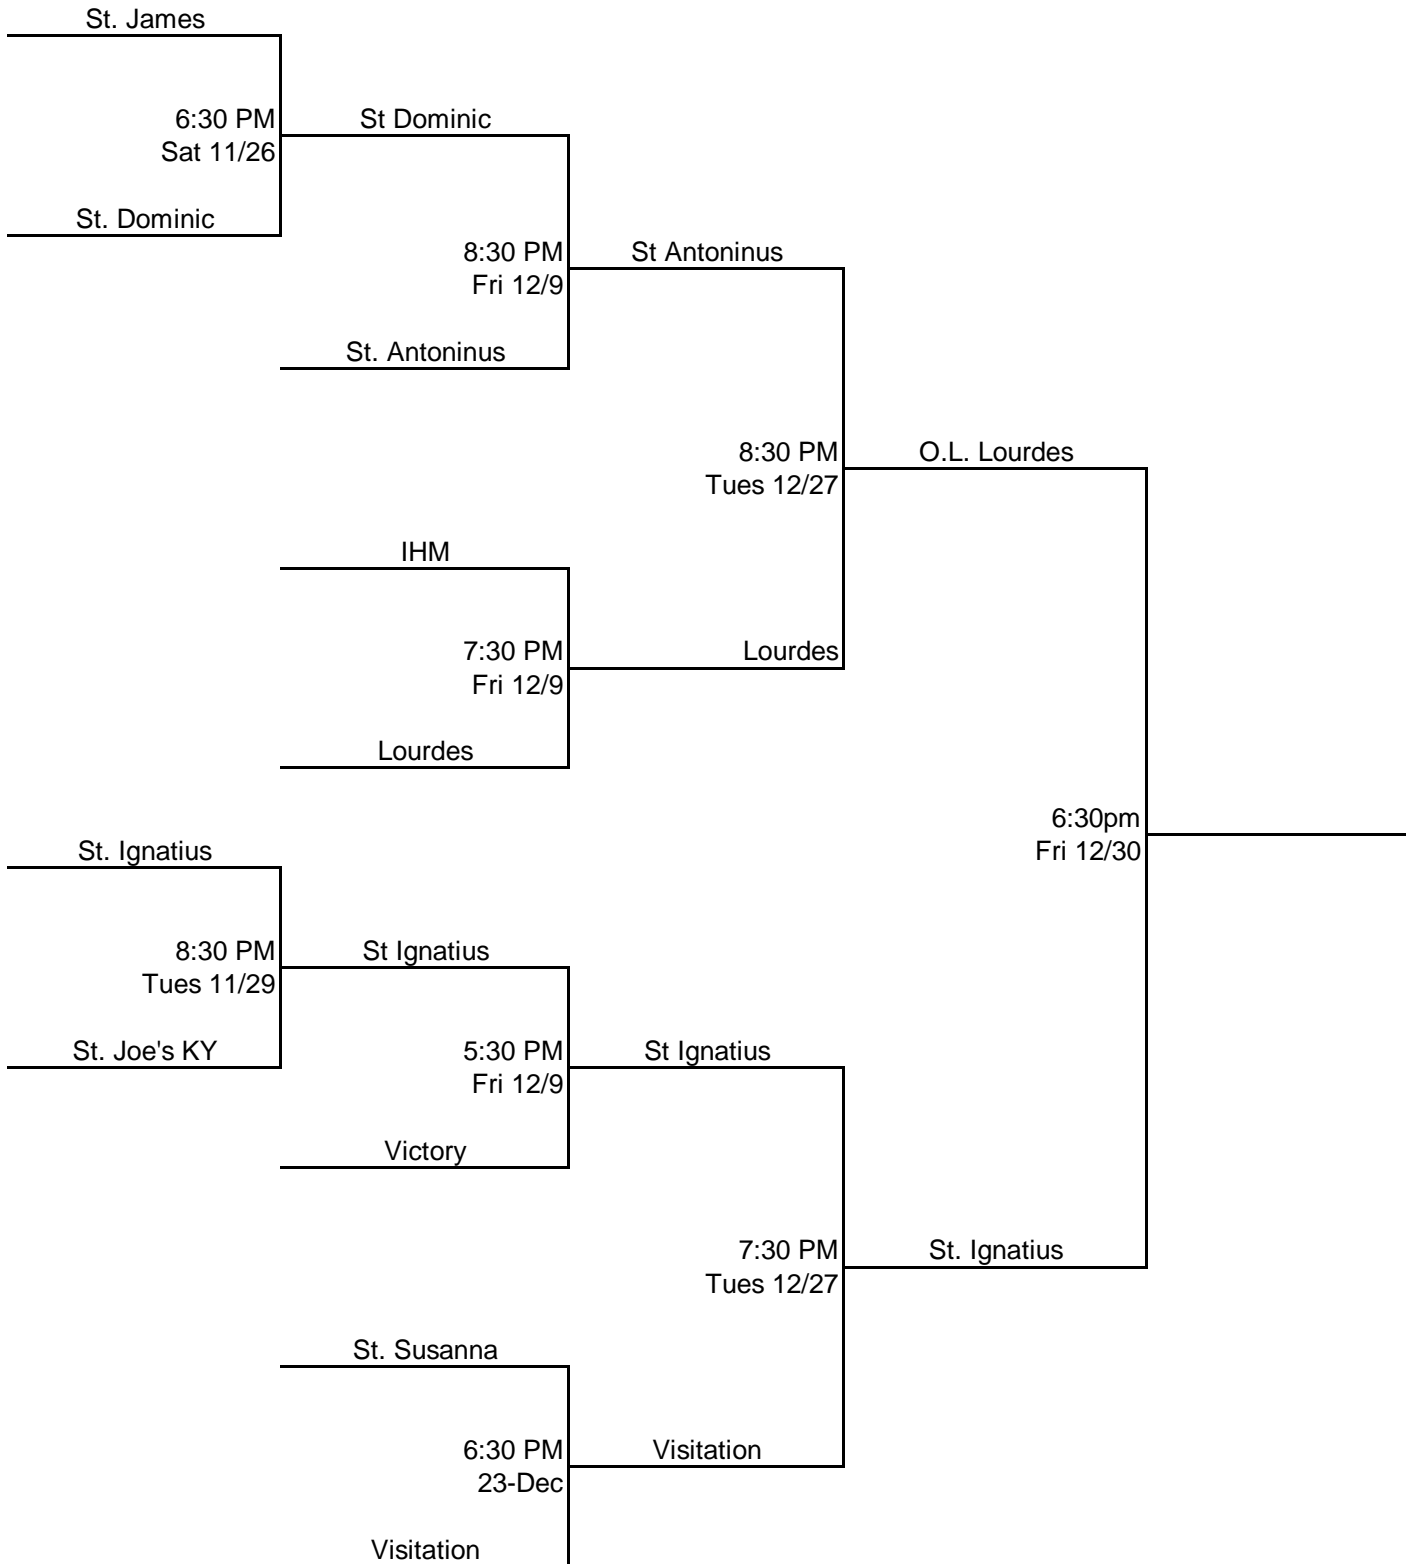 St. James
6:30 PM
Sat 11/26
St Dominic
St. Dominic
8:30 PM
Fri 12/9
St Antoninus
St. Antoninus
8:30 PM
Tues 12/27
O.L. Lourdes
IHM
7:30 PM
Fri 12/9
Lourdes
Lourdes
6:30pm
Fri 12/30
St. Ignatius
8:30 PM
Tues 11/29
St Ignatius
St. Joe's KY
5:30 PM
Fri 12/9
St Ignatius
Victory
7:30 PM
Tues 12/27
St. Ignatius
St. Susanna
6:30 PM
23-Dec
Visitation
Visitation